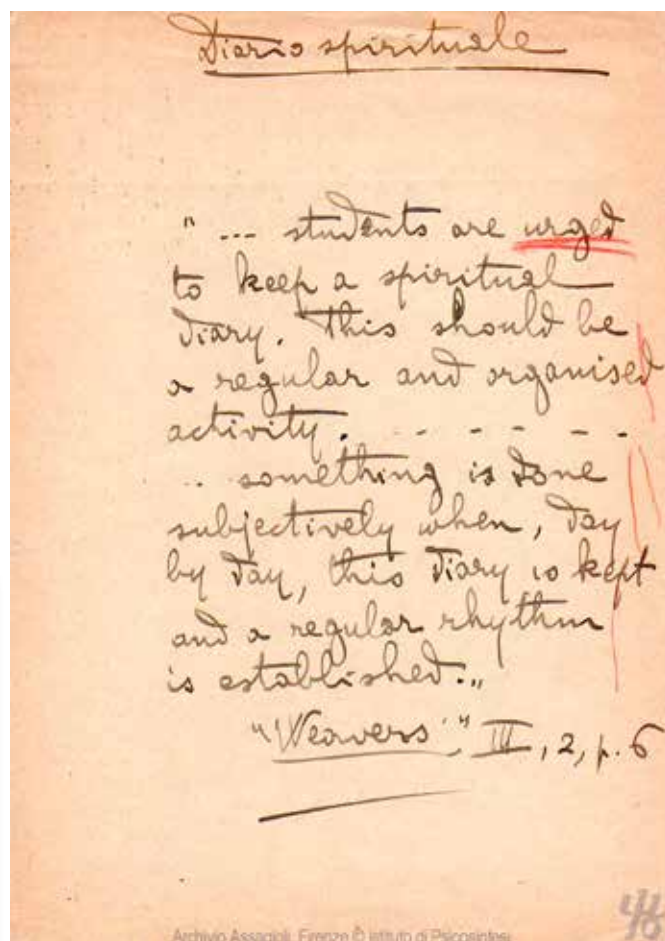 Diario spirituale
"... students are urged
to keep a spiritual
diary. This should be
a regular and organised
activity. - - - - -
.. something is done
subjectively when, day
by day, this diary is kept
and a regular rhythm
is established."
"Weavers", III, 2, p. 6
Archivio Assagioli, Firenze © Istituto di Psicosintesi